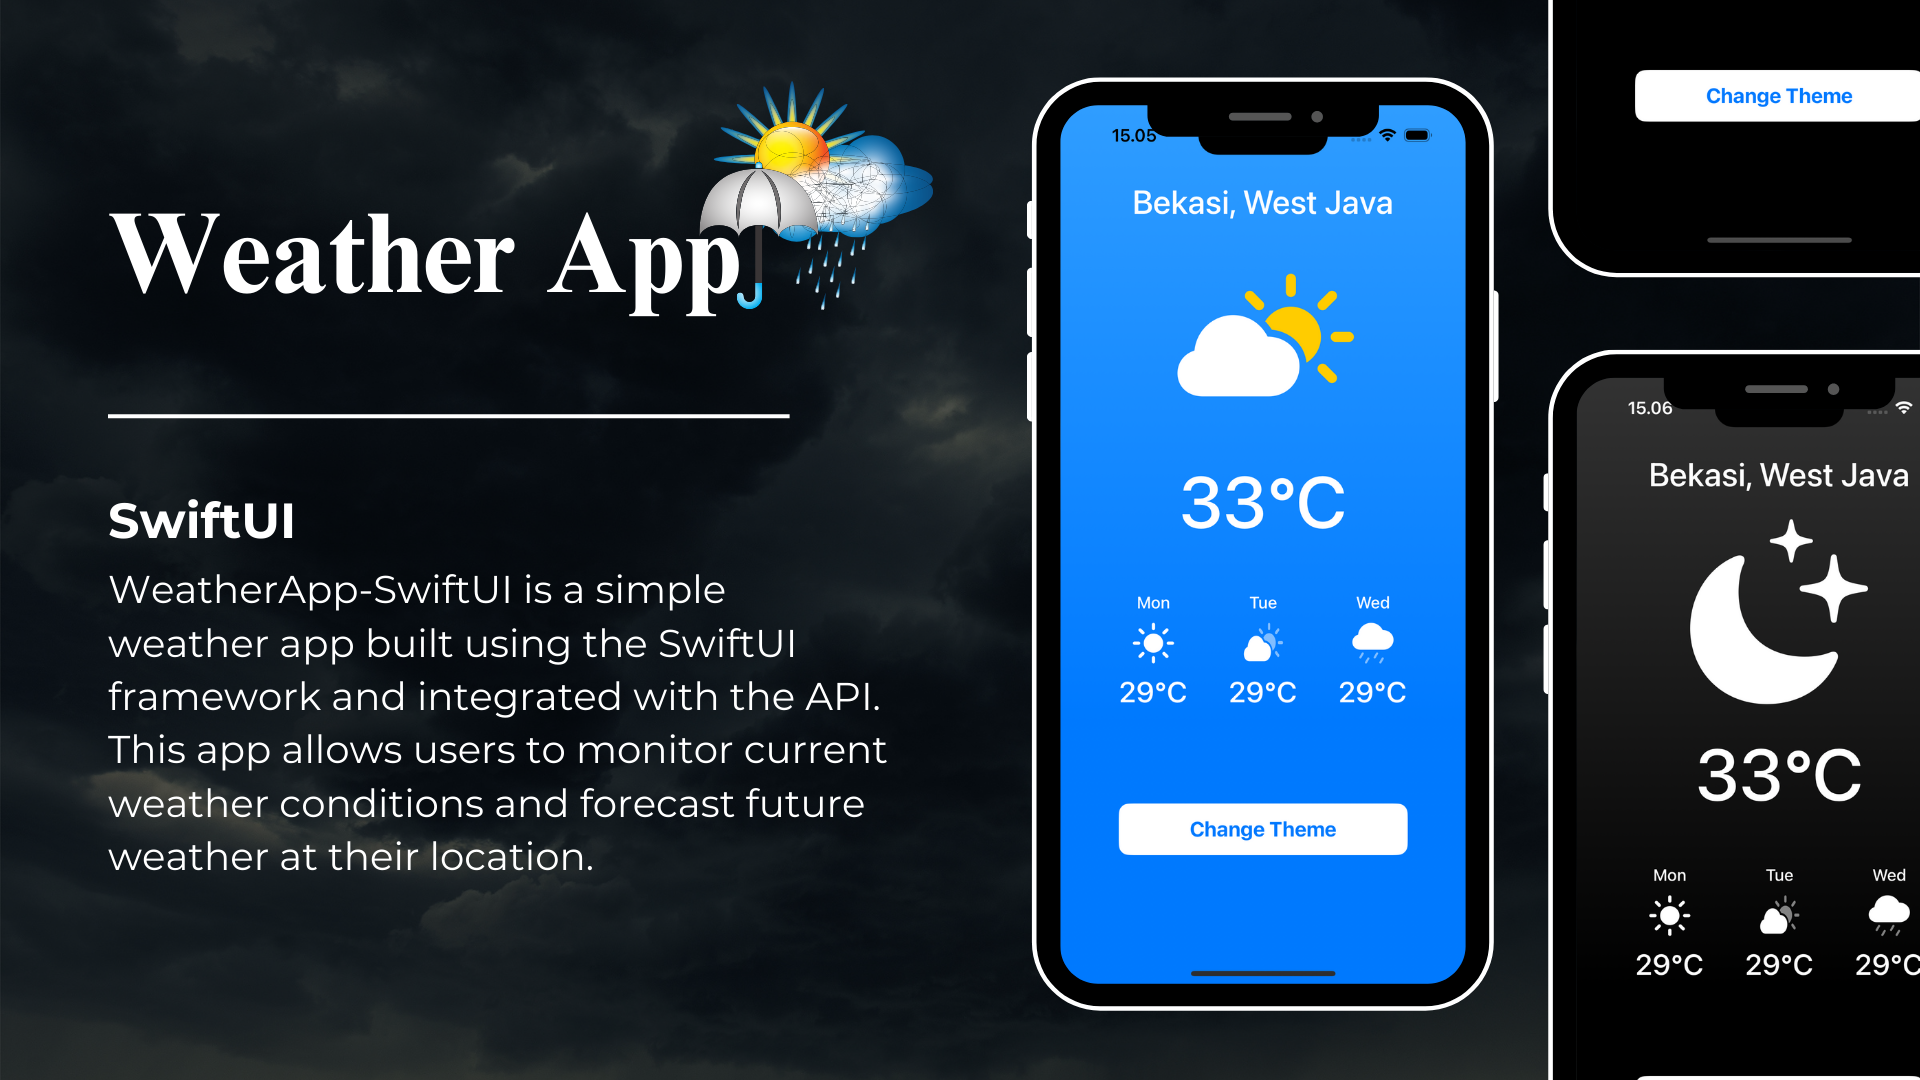 Weather App
SwiftUI
WeatherApp-SwiftUI is a simple
weather app built using the SwiftUI
framework and integrated with the API.
This app allows users to monitor current
weather conditions and forecast future
weather at their location.
15.05
Bekasi, West Java
33°C
Mon Tue Wed
29°C 29°C 29°C
Change Theme
Change Theme
15.06
Bekasi, West Java
33°C
Mon Tue Wed
29°C 29°C 29°C